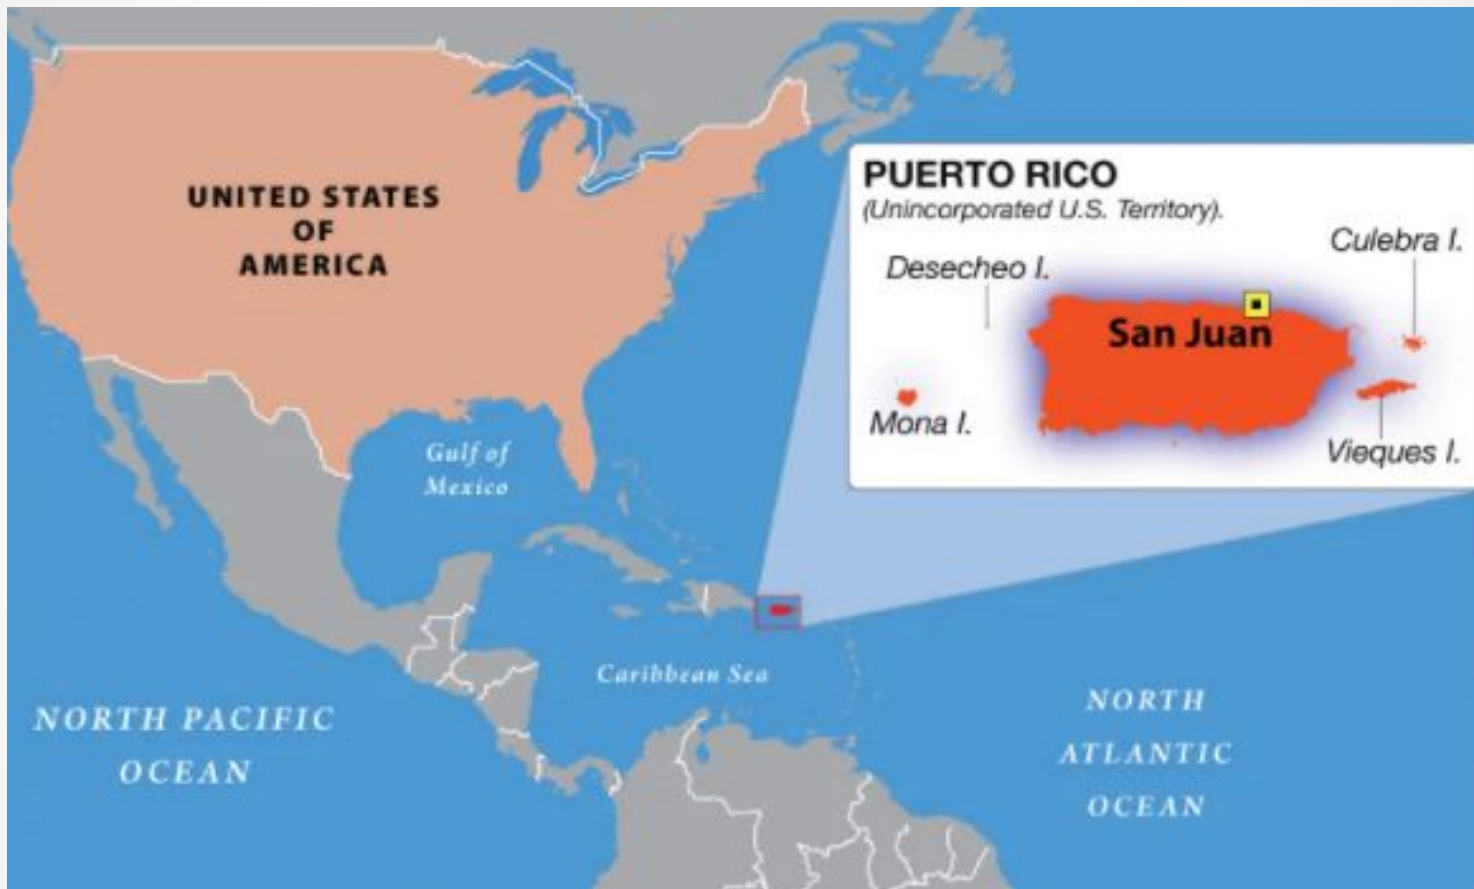 UNITED STATES
OF
AMERICA
PUERTO RICO
(Unincorporated U.S. Territory).
Culebra I.
Desecheo I.
San Juan
Mona I.
Vieques I.
Gulf of
Mexico
Caribbean Sea
NORTH PACIFIC
OCEAN
NORTH
ATLANTIC
OCEAN